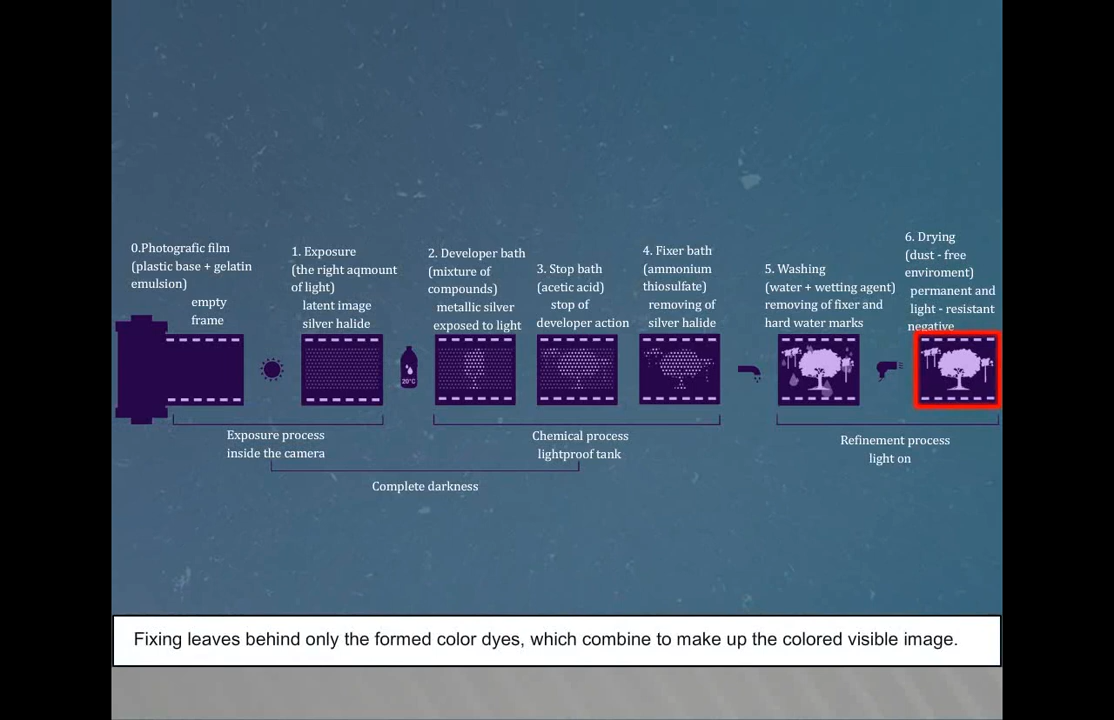 0.Photografic film
(plastic base + gelatin
emulsion)
empty
frame
1. Exposure
(the right aqmount
of light)
latent image
silver halide
2. Developer bath
(mixture of
compounds)
metallic silver
exposed to light
3. Stop bath
(acetic acid)
stop of
developer action
4. Fixer bath
(ammonium
thiosulfate)
removing of
silver halide
5. Washing
(water + wetting agent)
removing of fixer and
hard water marks
6. Drying
(dust - free
enviroment)
permanent and
light - resistant
negative
20°C
Exposure process
inside the camera
Chemical process
lightproof tank
Refinement process
light on
Complete darkness
Fixing leaves behind only the formed color dyes, which combine to make up the colored visible image.